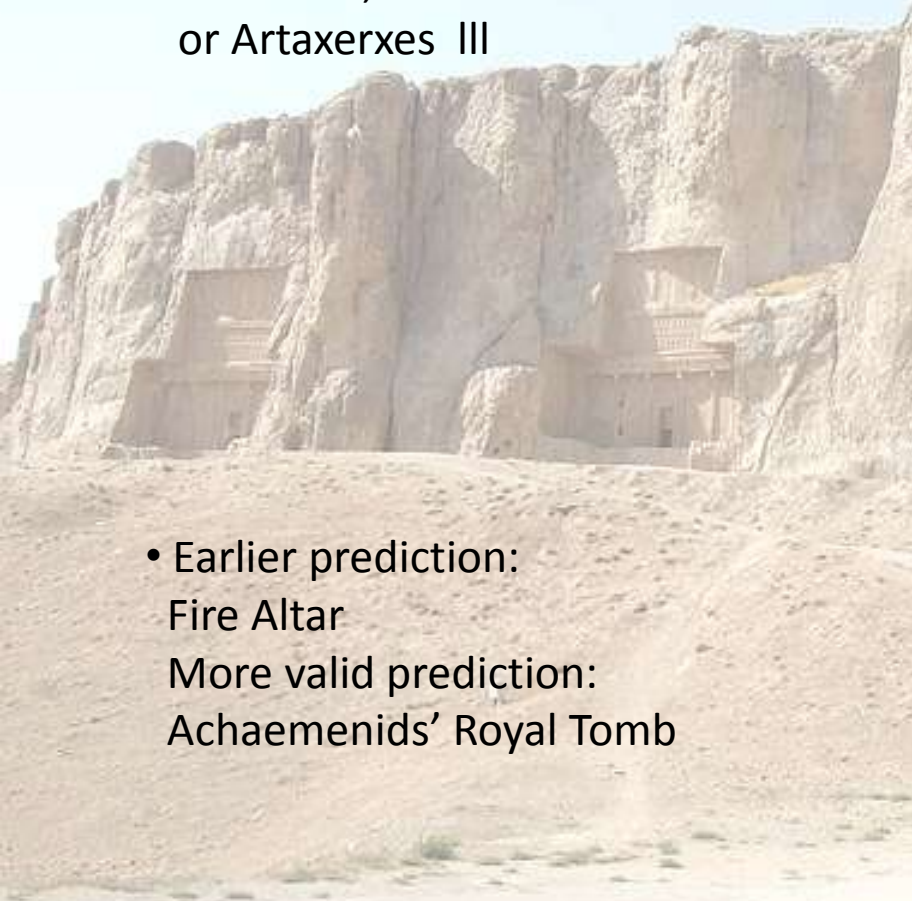 or Artaxerxes lll
• Earlier prediction:
Fire Altar
More valid prediction:
Achaemenids’ Royal Tomb